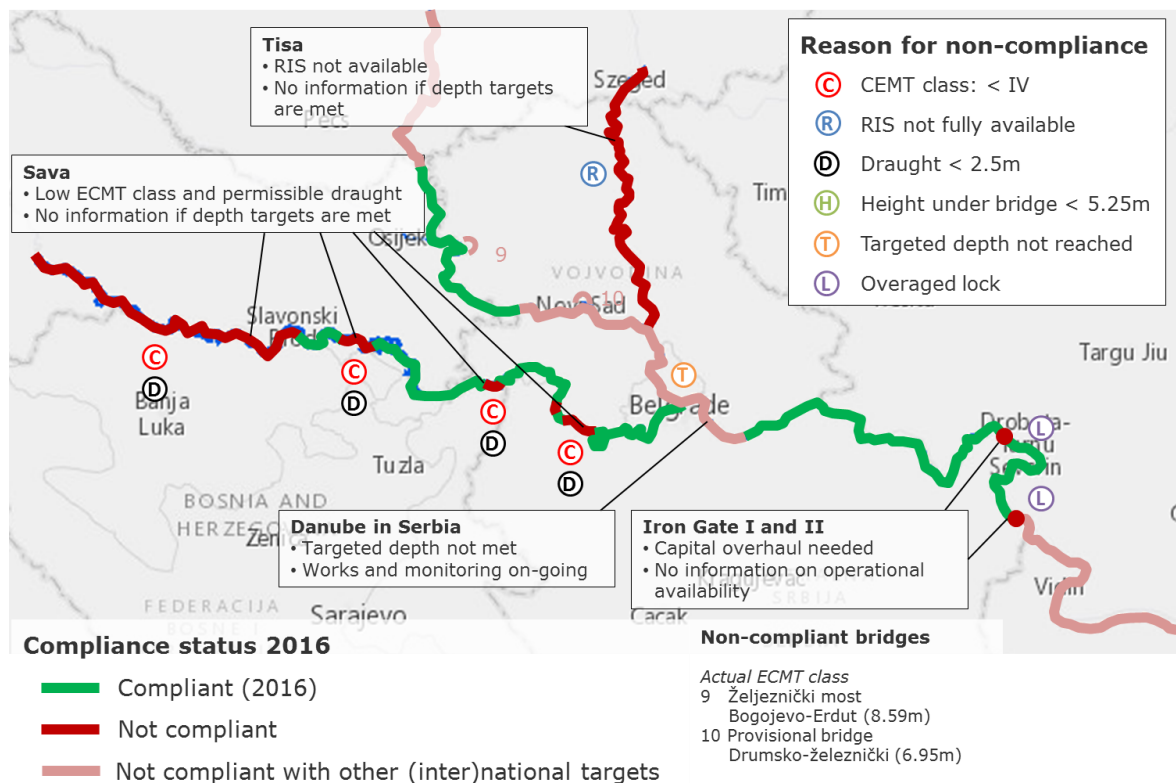 Tisa
• RIS not available
• No information if depth targets
are met
Szeged
Pécs
Sava
• Low ECMT class and permissible draught
• No information if depth targets are met
Reason for non-compliance
C CEMT class: < IV
R RIS not fully available
D Draught < 2.5m
H Height under bridge < 5.25m
T Targeted depth not reached
L Overaged lock
R
Osijek
9
VOJVODINA
10
Novi Sad
Slavonski
Brod
Targu Jiu
T
Belgrade
C
D
C
D
C
D
C
D
Banja
Luka
Tuzla
Drobeta-
Turnu
Severin
L
L
BOSNIA AND
HERZEGOV
Zenica
Danube in Serbia
• Targeted depth not met
• Works and monitoring on-going
Iron Gate I and II
• Capital overhaul needed
• No information on operational
availability
Kragujevac
SRBIJA
Vidin
FEDERACIJA
BOSNE I
Sarajevo
Cacak
Compliance status 2016
Compliant (2016)
Not compliant
Not compliant with other (inter)national targets
Non-compliant bridges
Actual ECMT class
9 Željeznički most
Bogojevo-Erdut (8.59m)
10 Provisional bridge
Drumsko-železnički (6.95m)